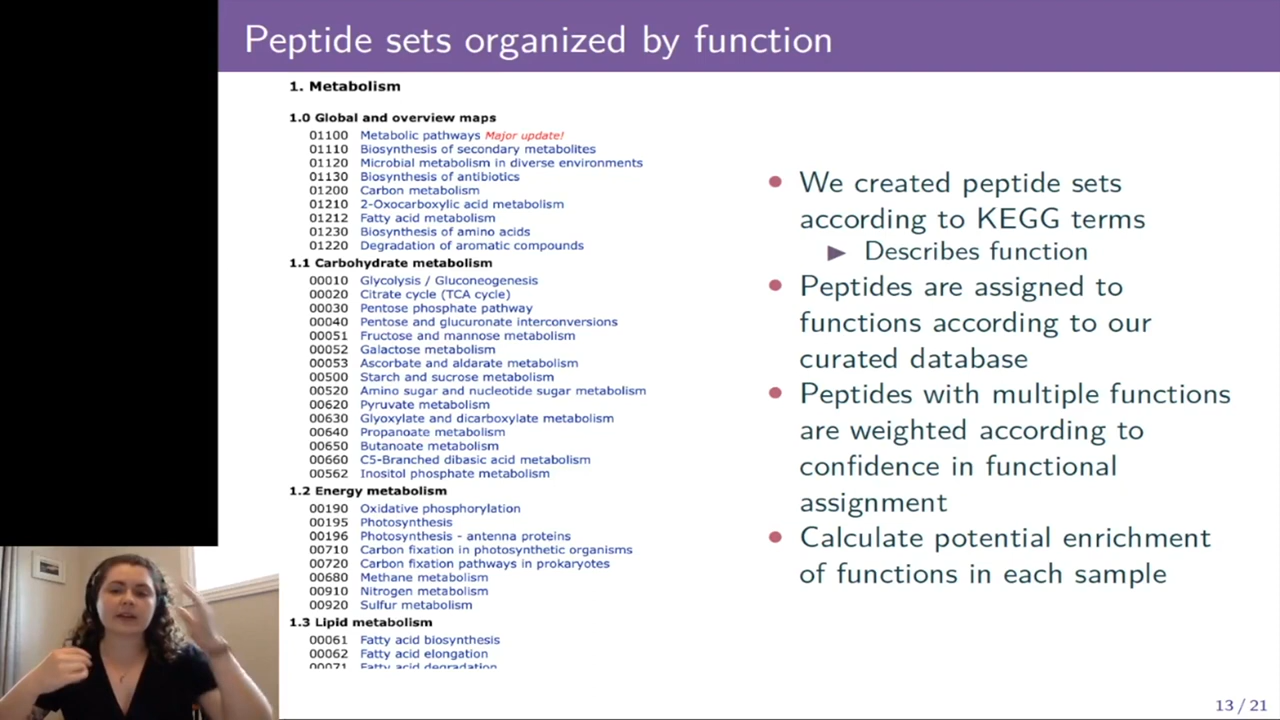 Peptide sets organized by function
1. Metabolism
1.0 Global and overview maps
01100 Metabolic pathways Major update!
01110 Biosynthesis of secondary metabolites
01120 Microbial metabolism in diverse environments
01130 Biosynthesis of antibiotics
01200 Carbon metabolism
01210 2-Oxocarboxylic acid metabolism
01212 Fatty acid metabolism
01230 Biosynthesis of amino acids
01220 Degradation of aromatic compounds
1.1 Carbohydrate metabolism
00010 Glycolysis / Gluconeogenesis
00020 Citrate cycle (TCA cycle)
00030 Pentose phosphate pathway
00040 Pentose and glucuronate interconversions
00051 Fructose and mannose metabolism
00052 Galactose metabolism
00053 Ascorbate and aldarate metabolism
00500 Starch and sucrose metabolism
00520 Amino sugar and nucleotide sugar metabolism
00620 Pyruvate metabolism
00630 Glyoxylate and dicarboxylate metabolism
00640 Propanoate metabolism
00650 Butanoate metabolism
00660 C5-Branched dibasic acid metabolism
00562 Inositol phosphate metabolism
1.2 Energy metabolism
00190 Oxidative phosphorylation
00195 Photosynthesis
00196 Photosynthesis - antenna proteins
00710 Carbon fixation in photosynthetic organisms
00720 Carbon fixation pathways in prokaryotes
00680 Methane metabolism
00910 Nitrogen metabolism
00920 Sulfur metabolism
1.3 Lipid metabolism
00061 Fatty acid biosynthesis
00062 Fatty acid elongation
00071 Fatty acid degradation
• We created peptide sets
according to KEGG terms
▶ Describes function
• Peptides are assigned to
functions according to our
curated database
• Peptides with multiple functions
are weighted according to
confidence in functional
assignment
• Calculate potential enrichment
of functions in each sample
13 / 21